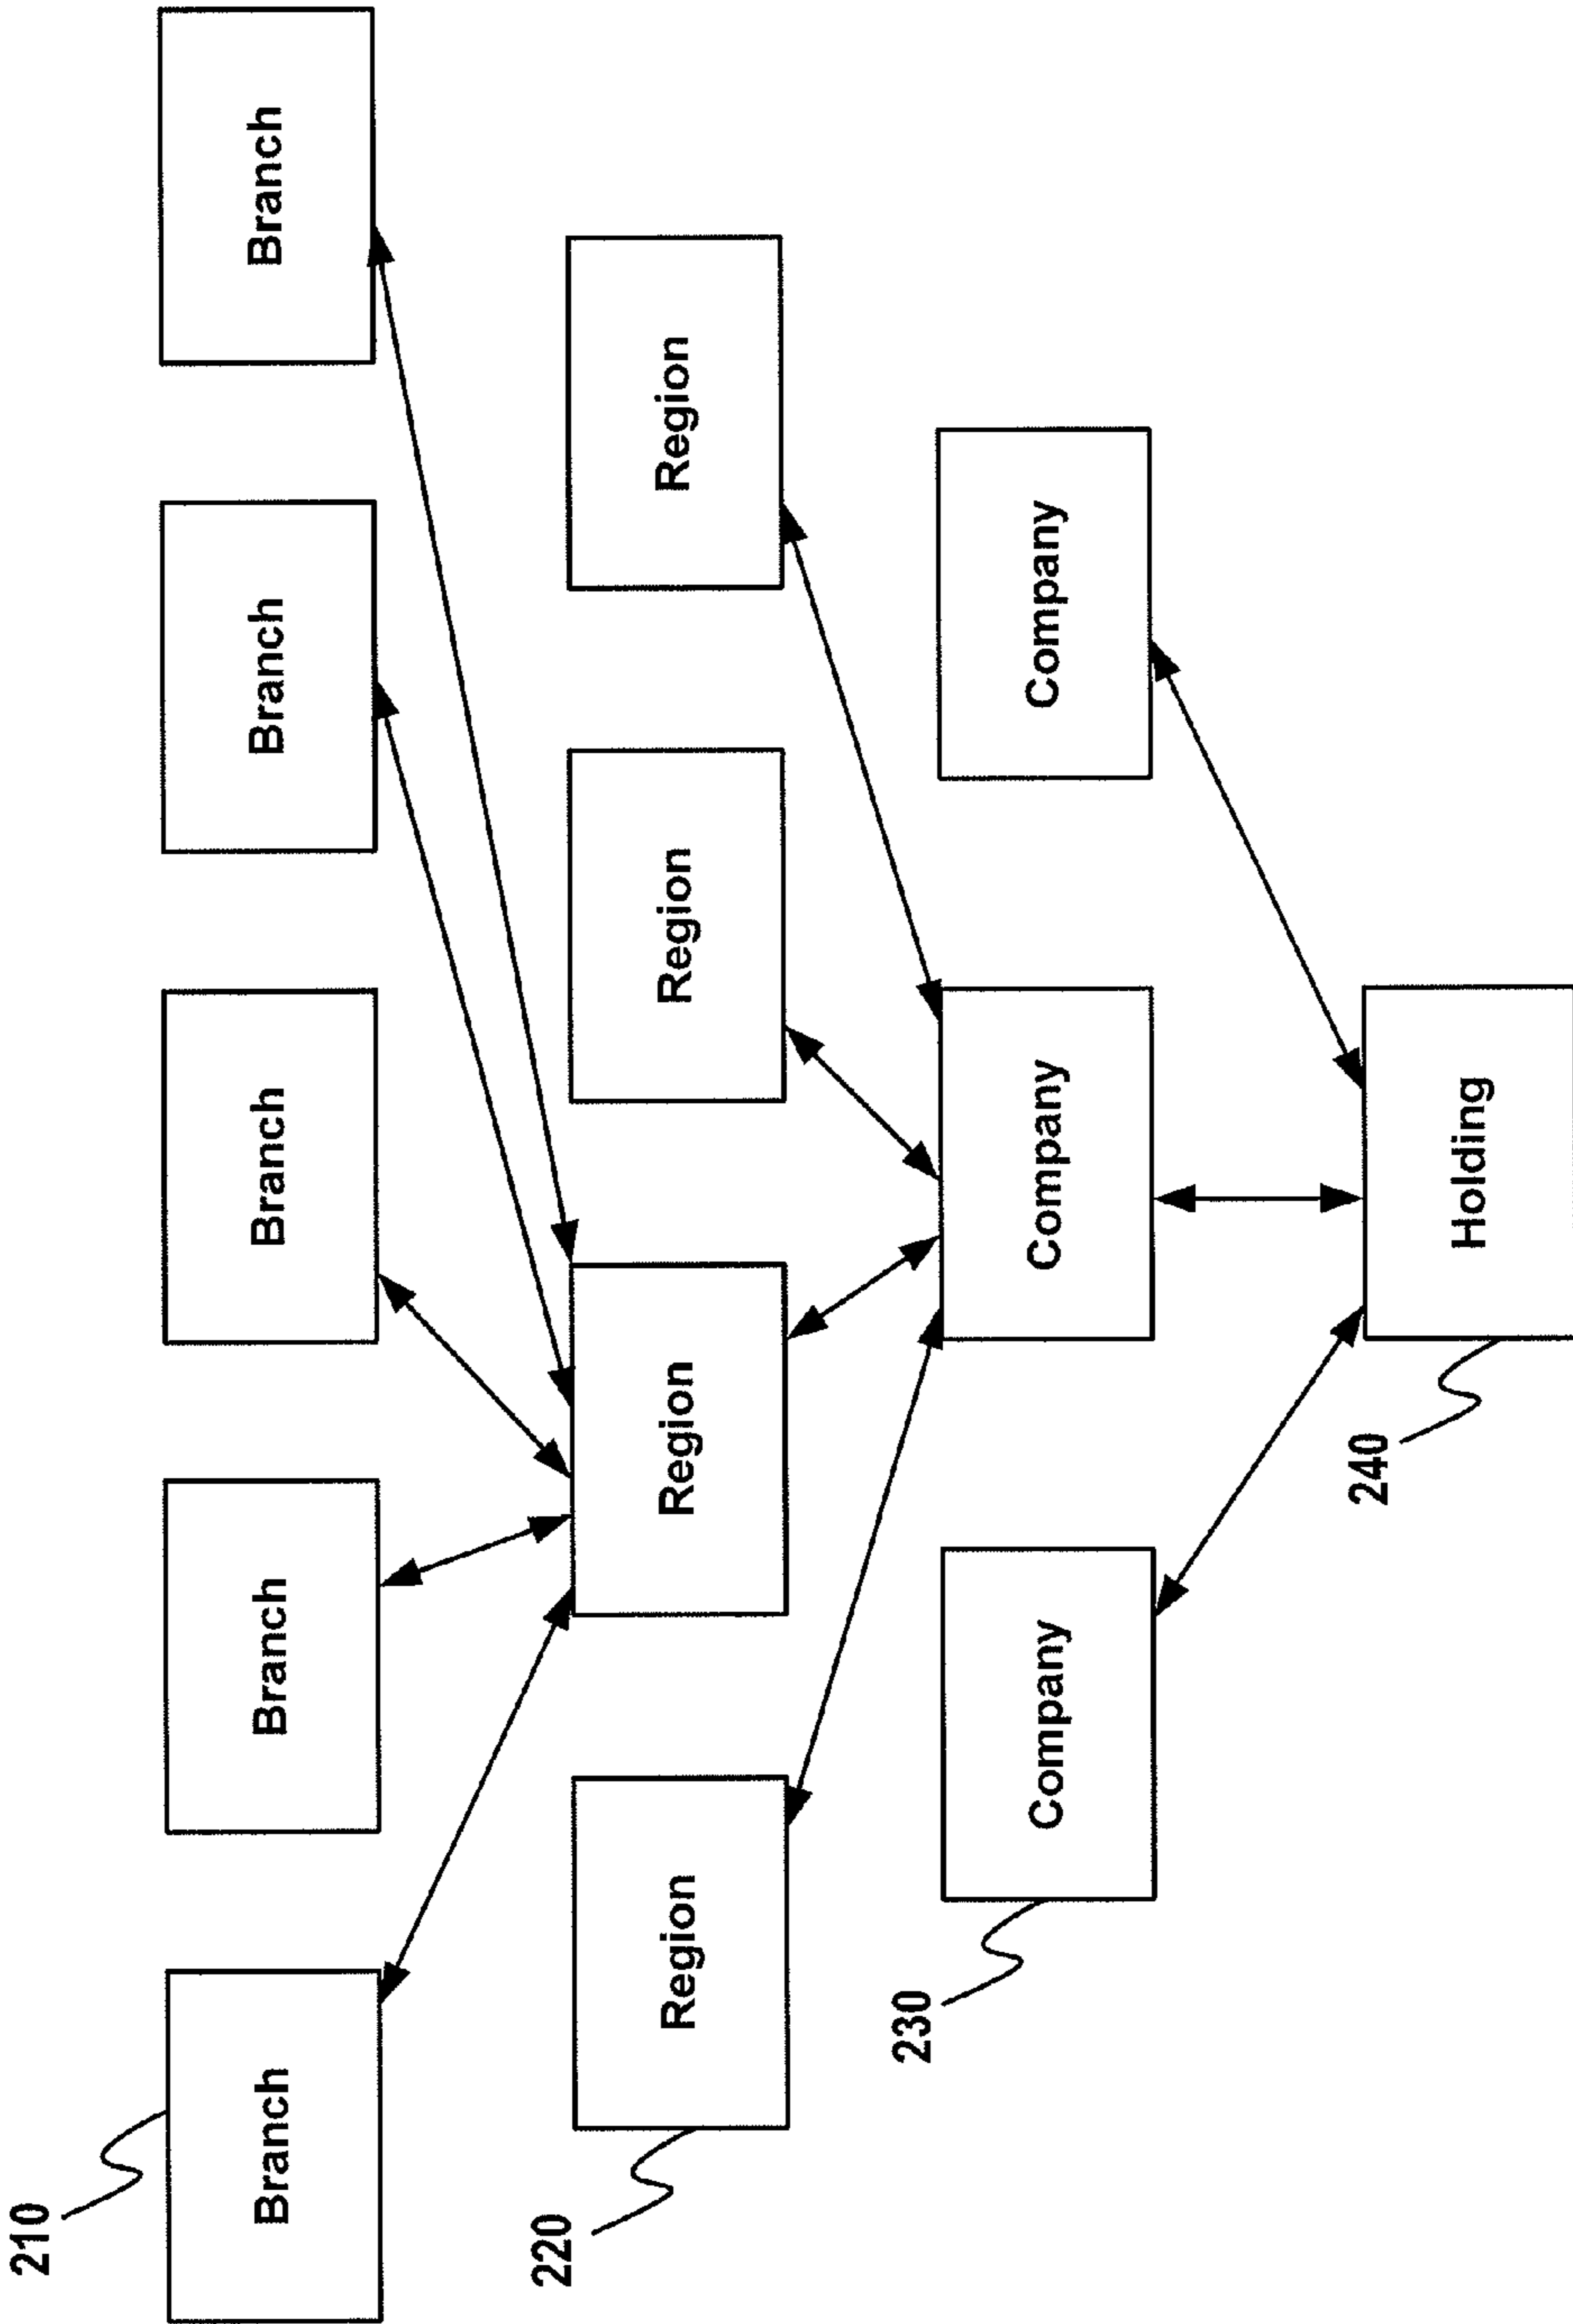 210
Branch
Branch
Branch
Branch
Branch
220
Region
Region
Region
Region
230
Company
Company
Company
240
Holding